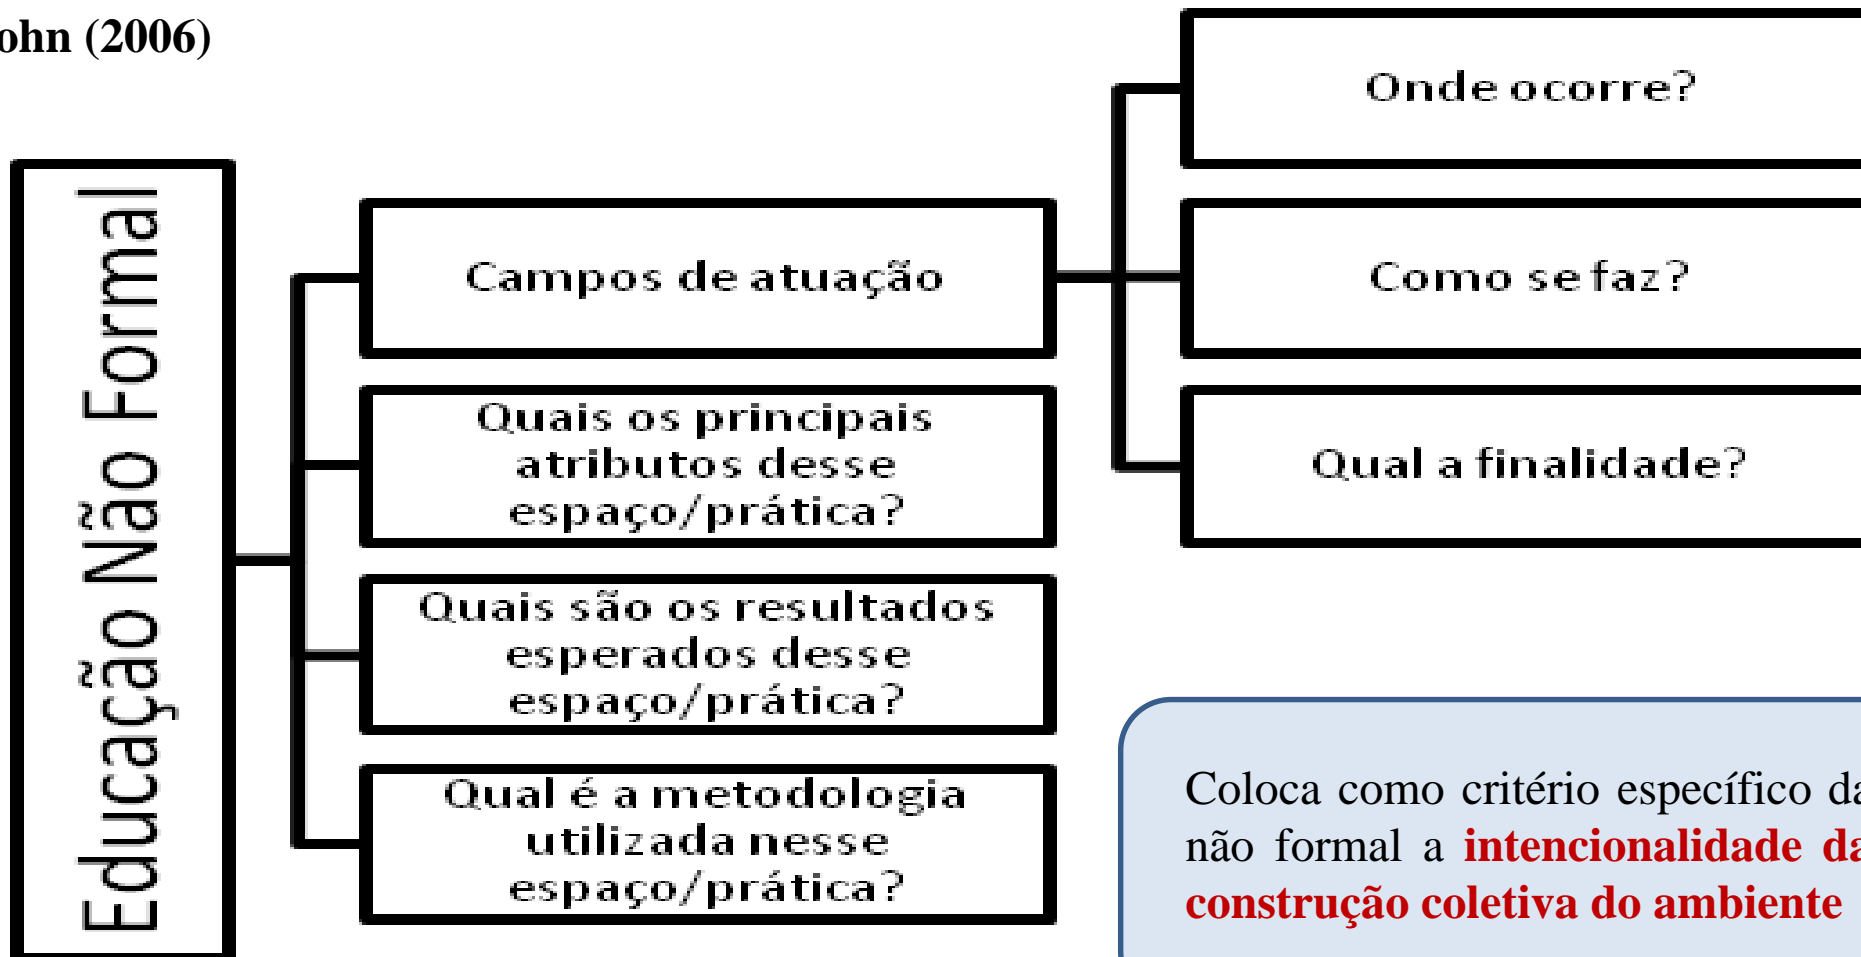 ohn (2006)
Educação Não Formal
Campos de atuação
Quais os principais
atributos desse
espaço/prática?
Quais são os resultados
esperados desse
espaço/prática?
Qual é a metodologia
utilizada nesse
espaço/prática?
Onde ocorre?
Como se faz?
Qual a finalidade?
Coloca como critério específico da
não formal a intencionalidade da
construção coletiva do ambiente